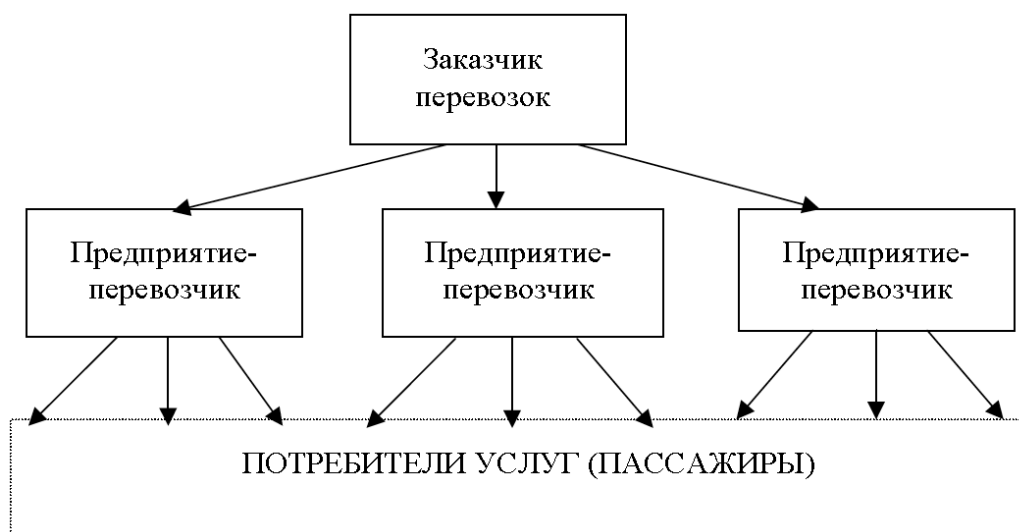 Заказчик
перевозок
Предприятие-
перевозчик
Предприятие-
перевозчик
Предприятие-
перевозчик
ПОТРЕБИТЕЛИ УСЛУГ (ПАССАЖИРЫ)